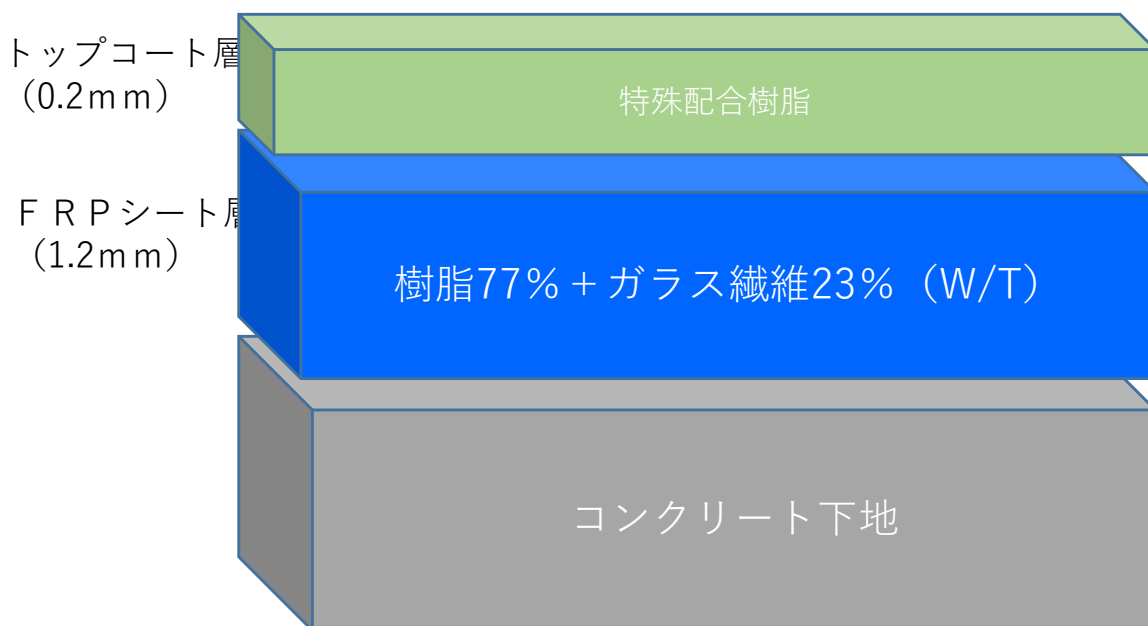 トップコート層
（0.2ｍｍ）
特殊配合樹脂
ＦＲＰシート層
（1.2ｍｍ）
樹脂77%＋ガラス繊維23%（W/T）
コンクリート下地